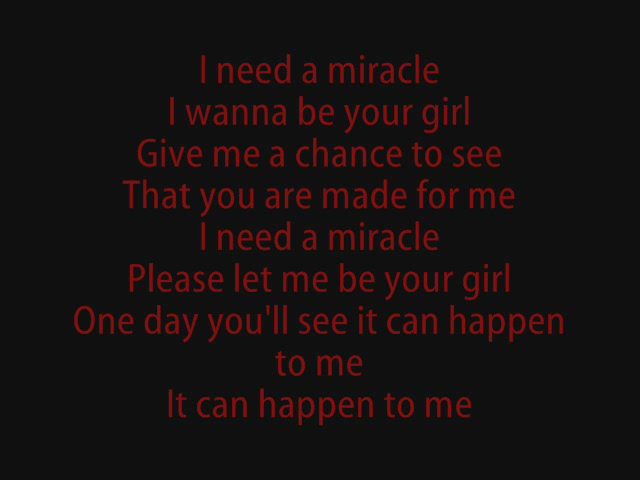 I need a miracle
I wanna be your girl
Give me a chance to see
That you are made for me
I need a miracle
Please let me be your girl
One day you'll see it can happen
to me
It can happen to me